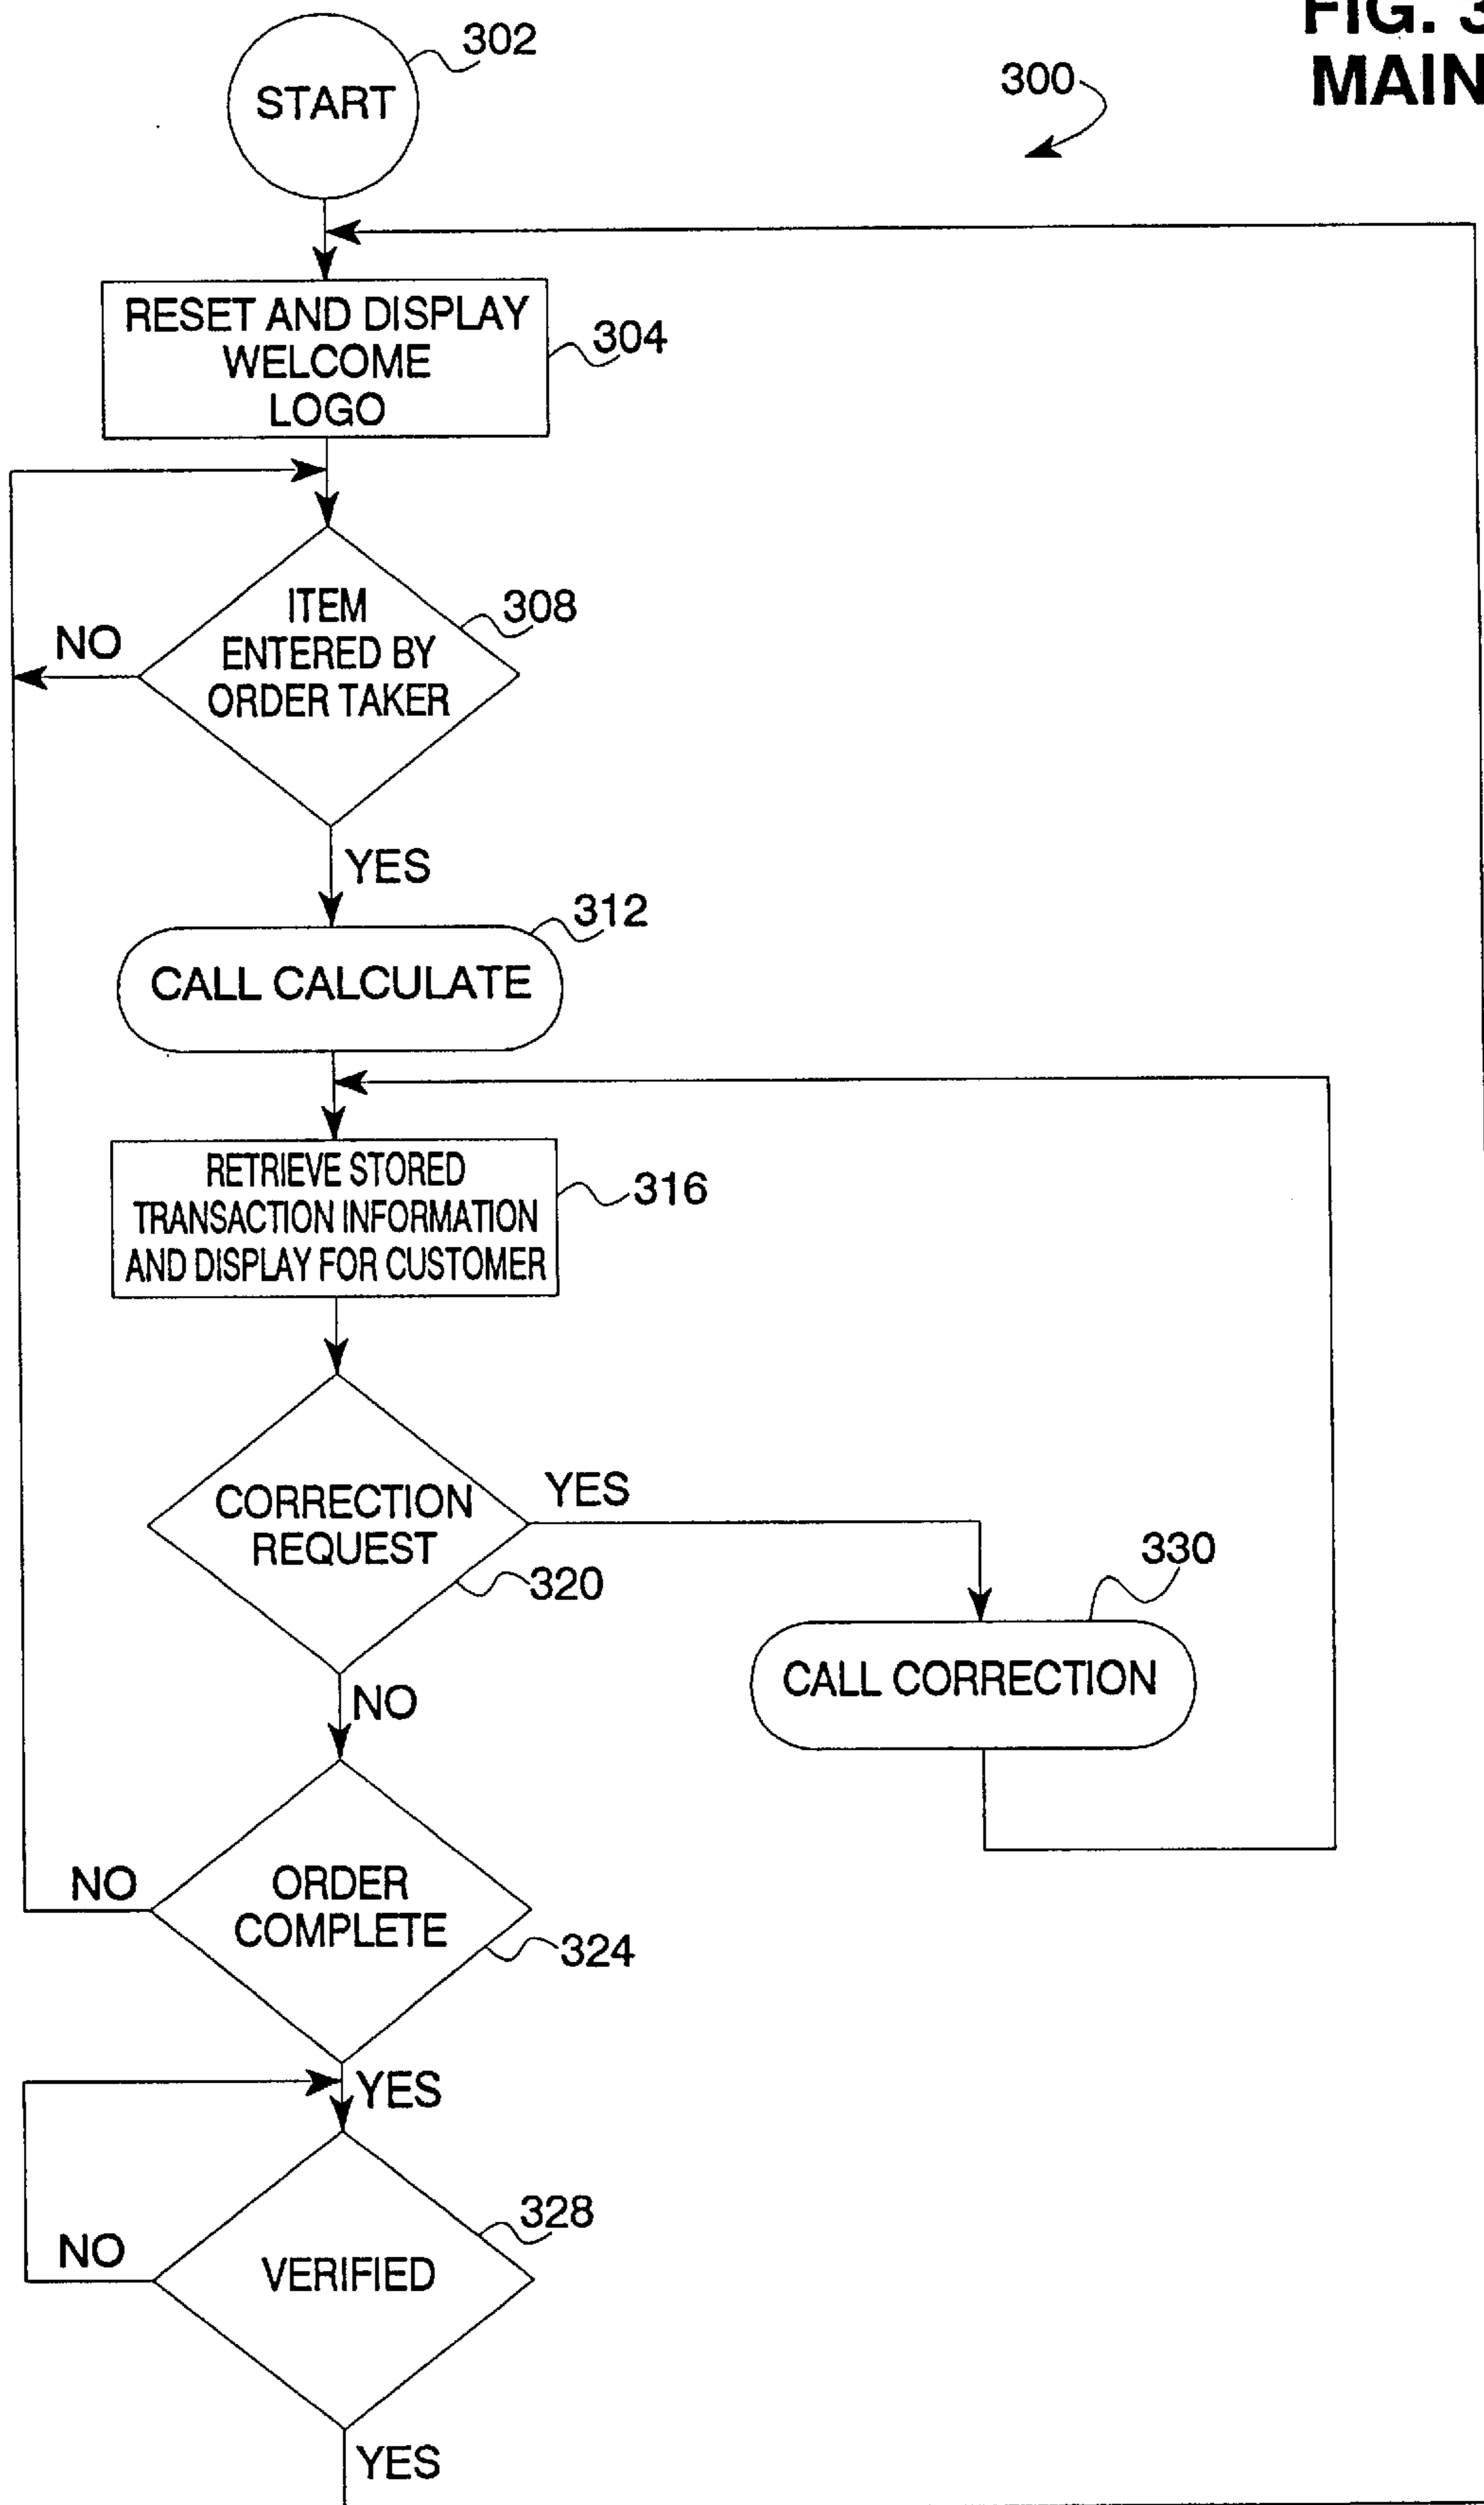 FIG. 3
MAIN
302
START
300
RESET AND DISPLAY
WELCOME
LOGO
304
ITEM
ENTERED BY
ORDER TAKER
308
NO
YES
312
CALL CALCULATE
RETRIEVE STORED
TRANSACTION INFORMATION
AND DISPLAY FOR CUSTOMER
316
CORRECTION
REQUEST
YES
320
330
CALL CORRECTION
NO
ORDER
COMPLETE
NO
324
YES
328
VERIFIED
NO
YES